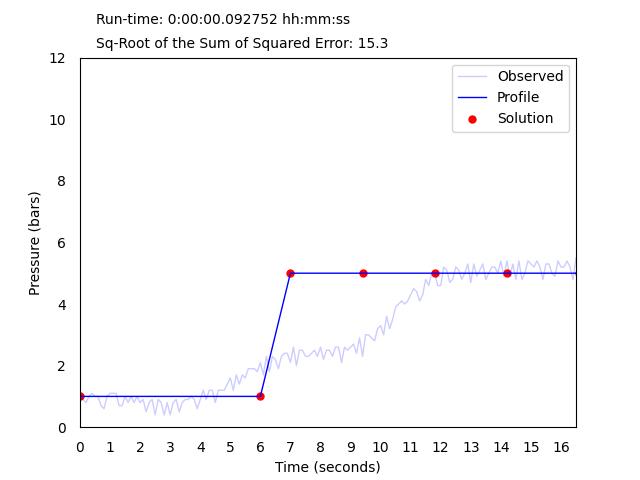 Run-time: 0:00:00.092752 hh:mm:ss
Sq-Root of the Sum of Squared Error: 15.3
12
10
8
6
4
2
0
Pressure (bars)
Observed
Profile
Solution
0 1 2 3 4 5 6 7 8 9 10 11 12 13 14 15 16
Time (seconds)